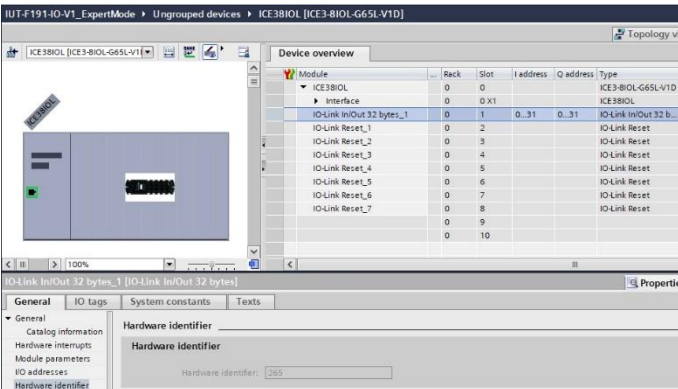 IUT-F191-IO-V1_ExpertMode ▸ Ungrouped devices ▸ ICE38IOL [ICE3-8IOL-G65L-V1D]
Topology vi
ICE38IOL [ICE3-8IOL-G65L-V1
Device overview
Module ... Rack Slot I address Q address Type
ICE38IOL 0 0 ICE3-8IOL-G65L-V1D
Interface 0 0 X1 ICE38IOL
IO-Link In/Out 32 bytes_1 0 1 0...31 0...31 IO-Link In/Out 32 b...
IO-Link Reset_1 0 2 IO-Link Reset
IO-Link Reset_2 0 3 IO-Link Reset
IO-Link Reset_3 0 4 IO-Link Reset
IO-Link Reset_4 0 5 IO-Link Reset
IO-Link Reset_5 0 6 IO-Link Reset
IO-Link Reset_6 0 7 IO-Link Reset
IO-Link Reset_7 0 8 IO-Link Reset
0 9
0 10
ICE38IOL
100%
IO-Link In/Out 32 bytes_1 [IO-Link In/Out 32 bytes]
Properti
General IO tags System constants Texts
General
Catalog information
Hardware interrupts
Module parameters
I/O addresses
Hardware identifier
Hardware identifier
Hardware identifier
Hardware identifier: 265